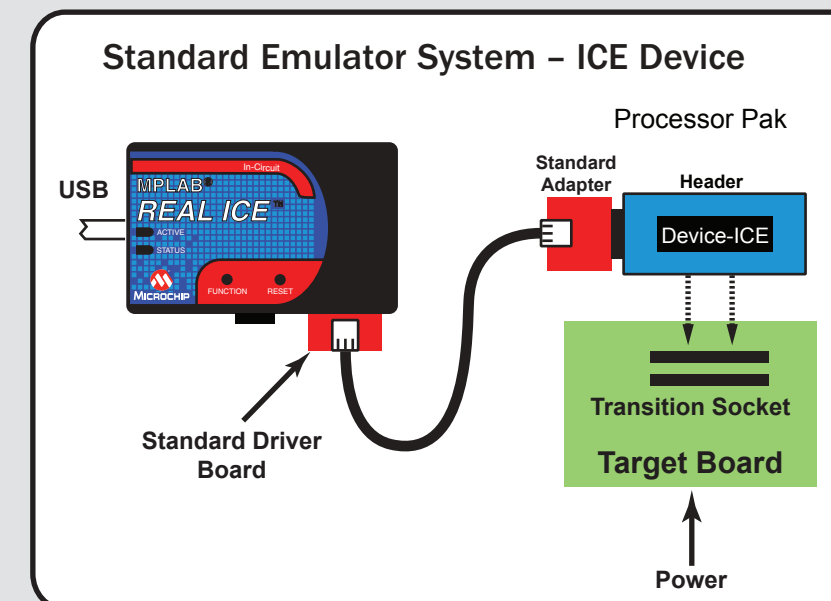 Standard Emulator System – ICE Device
Processor Pak
USB
In-Circuit
MPLAB®
REAL ICE™
ACTIVE
STATUS
MICROCHIP
FUNCTION RESET
Standard
Adapter
Header
Device-ICE
Transition Socket
Target Board
Standard Driver
Board
Power